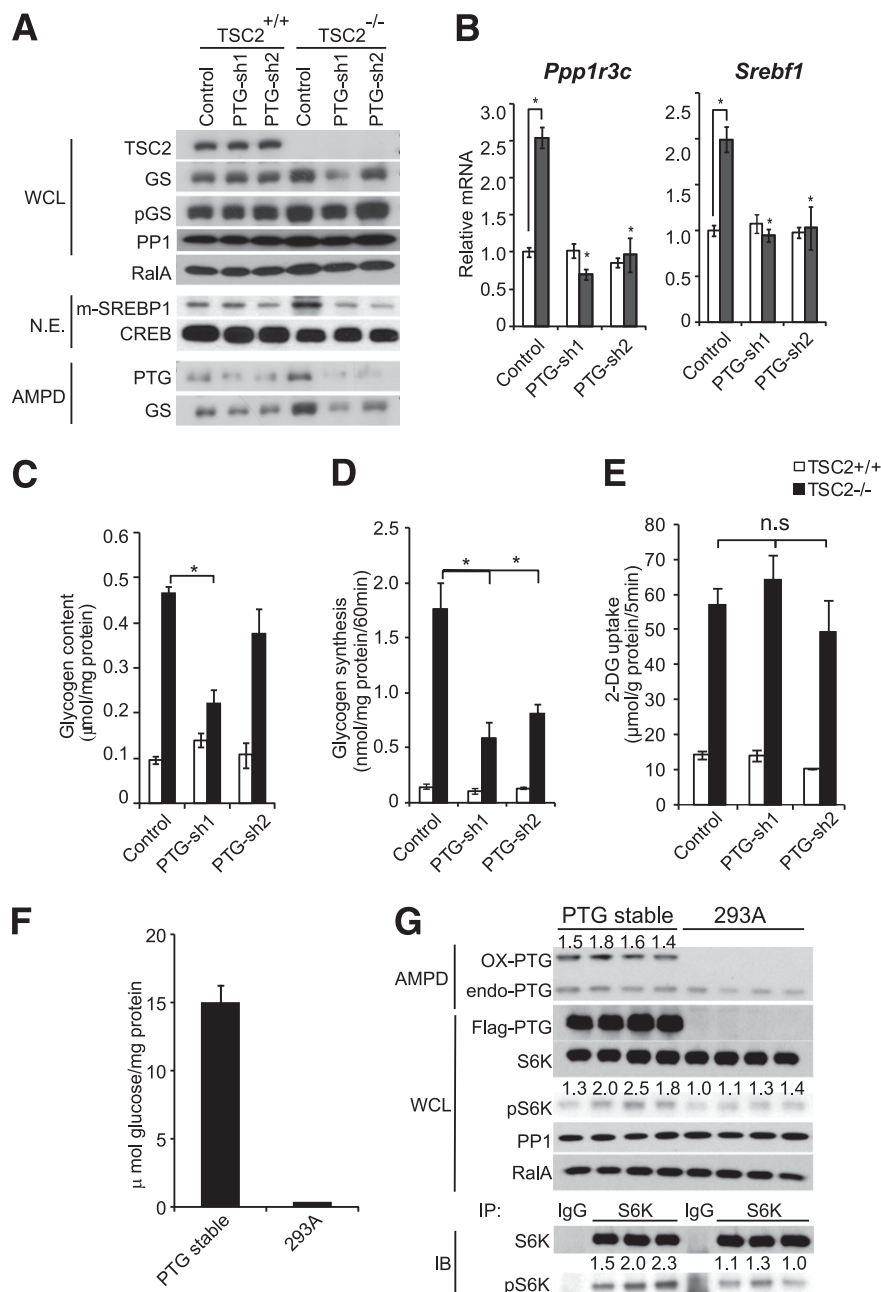 A
TSC2+/+ TSC2-/-
Control PTG-sh1 PTG-sh2 Control PTG-sh1 PTG-sh2
WCL
TSC2
GS
pGS
PP1
RalA
N.E.
m-SREBP1
CREB
AMPD
PTG
GS
B
Ppp1r3c
Relative mRNA
3.0
2.5
2.0
1.5
1.0
0.5
0.0
* * *
Control PTG-sh1 PTG-sh2
Srebf1
2.5
2
1.5
1.0
0.5
0
* * *
Control PTG-sh1 PTG-sh2
C
Glycogen content
(μmol/mg protein)
0.6
0.5
0.4
0.3
0.2
0.1
0
*
Control PTG-sh1 PTG-sh2
D
Glycogen synthesis
(nmol/mg protein/60min)
2.5
2.0
1.5
1.0
0.5
0
* *
Control PTG-sh1 PTG-sh2
E
TSC2+/+
TSC2-/-
2-DG uptake
(μmol/g protein/5min)
80
70
60
50
40
30
20
10
0
n.s
Control PTG-sh1 PTG-sh2
F
μ mol glucose/mg protein
20
15
10
5
0
PTG stable 293A
G
PTG stable 293A
1.5 1.8 1.6 1.4
AMPD
OX-PTG
endo-PTG
WCL
Flag-PTG
S6K
1.3 2.0 2.5 1.8 1.0 1.1 1.3 1.4
pS6K
PP1
RalA
IP: IgG S6K IgG S6K
IB
S6K
1.5 2.0 2.3 1.1 1.3 1.0
pS6K